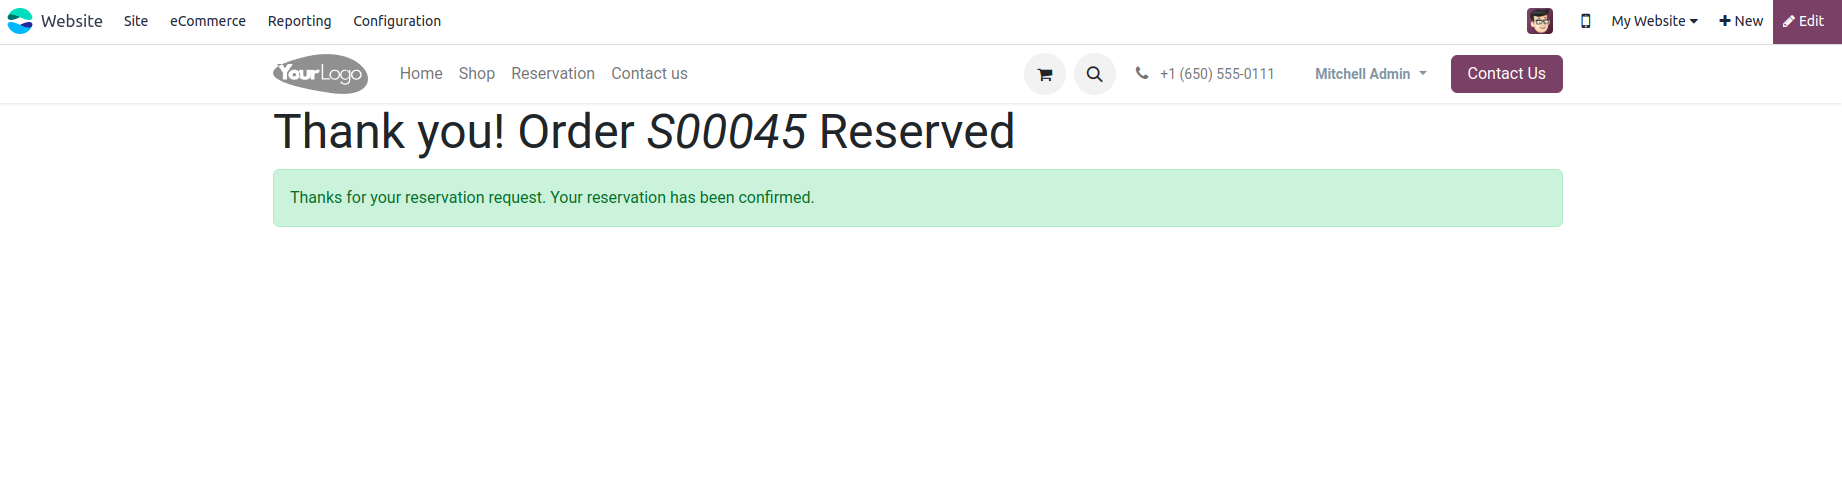 Website Site eCommerce Reporting Configuration My Website New Edit
YourLogo Home Shop Reservation Contact us +1 (650) 555-0111 Mitchell Admin Contact Us
Thank you! Order S00045 Reserved
Thanks for your reservation request. Your reservation has been confirmed.